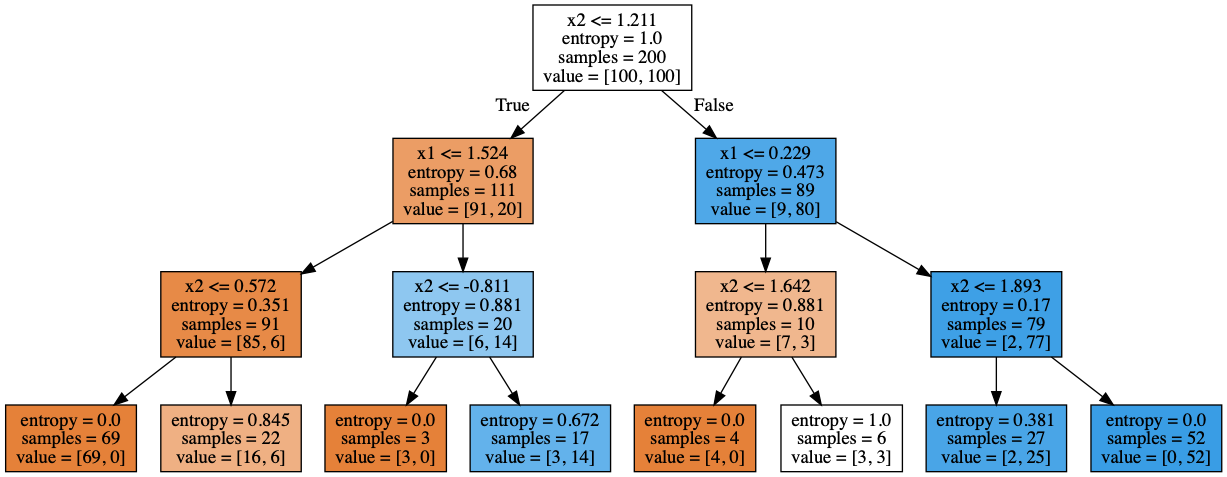 x2 <= 1.211
entropy = 1.0
samples = 200
value = [100, 100]
True
False
x1 <= 1.524
entropy = 0.68
samples = 111
value = [91, 20]
x1 <= 0.229
entropy = 0.473
samples = 89
value = [9, 80]
x2 <= 0.572
entropy = 0.351
samples = 91
value = [85, 6]
x2 <= -0.811
entropy = 0.881
samples = 20
value = [6, 14]
x2 <= 1.642
entropy = 0.881
samples = 10
value = [7, 3]
x2 <= 1.893
entropy = 0.17
samples = 79
value = [2, 77]
entropy = 0.0
samples = 69
value = [69, 0]
entropy = 0.845
samples = 22
value = [16, 6]
entropy = 0.0
samples = 3
value = [3, 0]
entropy = 0.672
samples = 17
value = [3, 14]
entropy = 0.0
samples = 4
value = [4, 0]
entropy = 1.0
samples = 6
value = [3, 3]
entropy = 0.381
samples = 27
value = [2, 25]
entropy = 0.0
samples = 52
value = [0, 52]